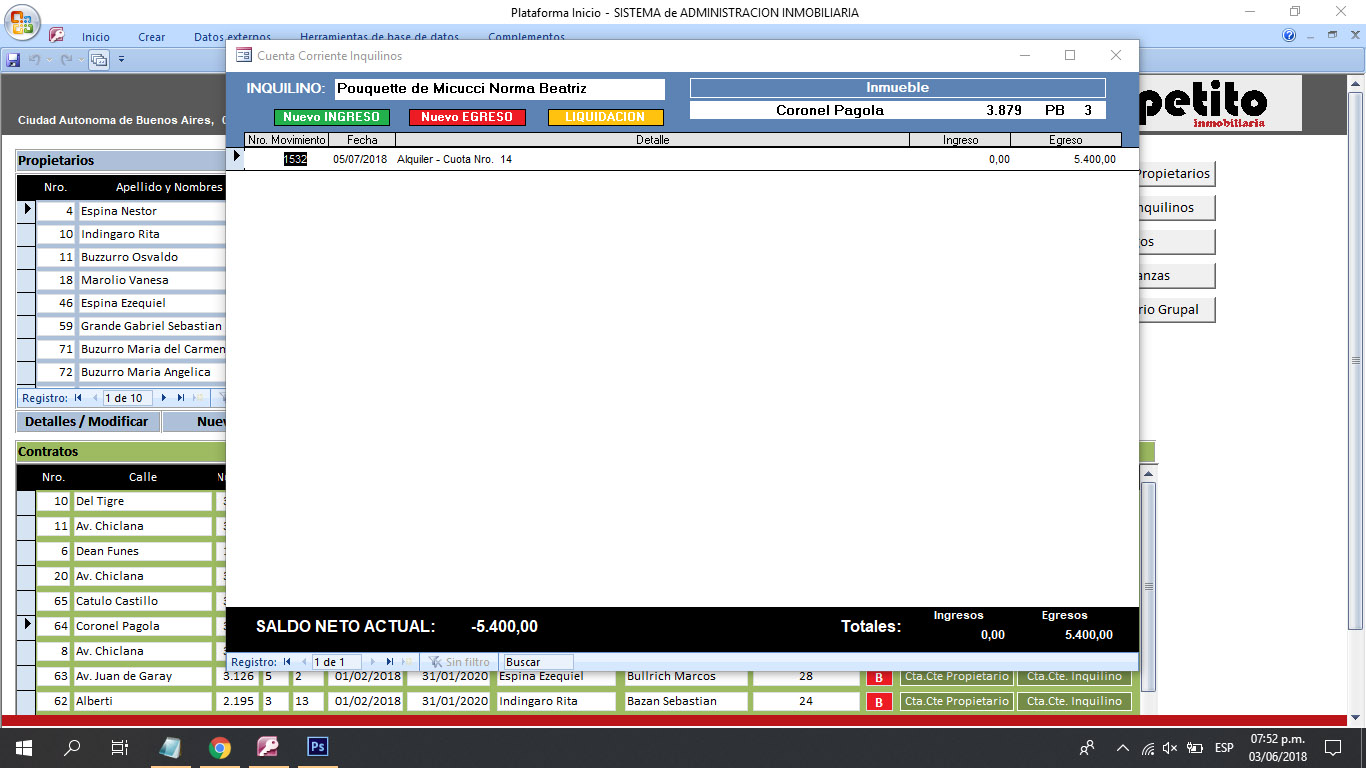 Plataforma Inicio - SISTEMA de ADMINISTRACION INMOBILIARIA
Inicio Crear Datos externos Herramientas de base de datos Complementos
Cuenta Corriente Inquilinos
INQUILINO: Pouquette de Micucci Norma Beatriz
Inmueble
Coronel Pagola 3.879 PB 3
Nuevo INGRESO Nuevo EGRESO LIQUIDACION
Nro. Movimiento Fecha Detalle Ingreso Egreso
1532 05/07/2018 Alquiler - Cuota Nro. 14 0,00 5.400,00
SALDO NETO ACTUAL: -5.400,00
Totales:
Ingresos Egresos
0,00 5.400,00
Registro: 1 de 1 Sin filtro Buscar
Ciudad Autonoma de Buenos Aires,
petito
inmobiliaria
Propietarios
Nro. Apellido y Nombres
4 Espina Nestor
10 Indingaro Rita
11 Buzzurro Osvaldo
18 Marolio Vanesa
46 Espina Ezequiel
59 Grande Gabriel Sebastian
71 Buzurro Maria del Carmen
72 Buzurro Maria Angelica
Registro: 1 de 10
Detalles / Modificar Nuev
Propietarios
nquilinos
os
anzas
rio Grupal
Contratos
Nro. Calle
10 Del Tigre
11 Av. Chiclana
6 Dean Funes
20 Av. Chiclana
65 Catulo Castillo
64 Coronel Pagola
8 Av. Chiclana
63 Av. Juan de Garay 3.126 5 2 01/02/2018 31/01/2020 Espina Ezequiel Bullrich Marcos 28 B Cta.Cte Propietario Cta.Cte. Inquilino
62 Alberti 2.195 3 13 01/02/2018 31/01/2020 Indingaro Rita Bazan Sebastian 24 B Cta.Cte Propietario Cta.Cte. Inquilino
Ps
ESP
07:52 p.m.
03/06/2018